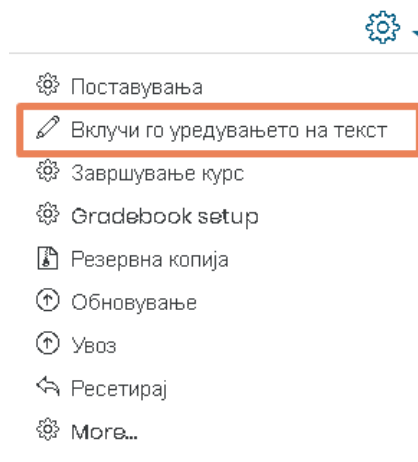 Поставувања
Вклучи го уредувањето на текст
Завршување курс
Gradebook setup
Резервна копија
Обновување
Увоз
Ресетирај
More...